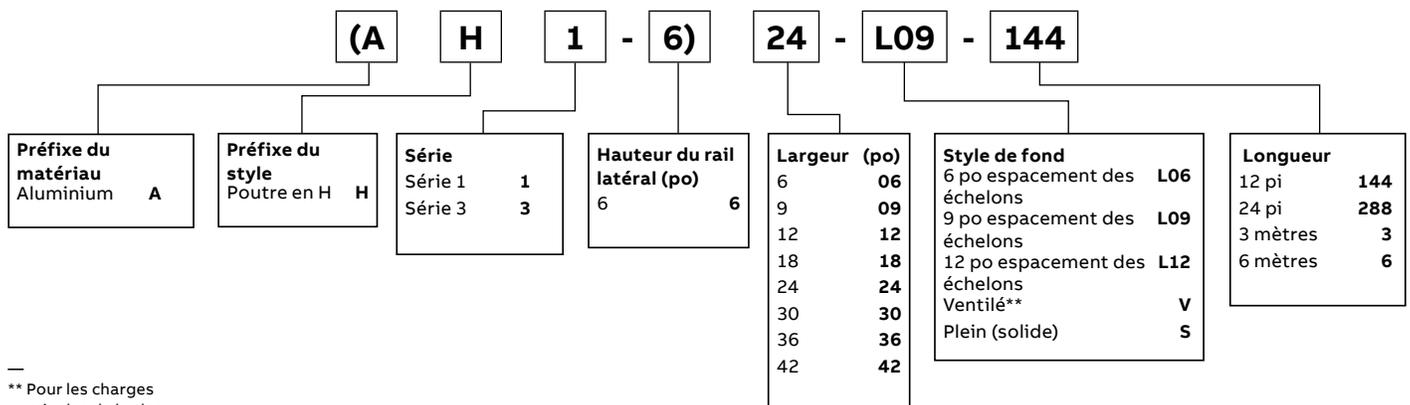 (A H 1 - 6) 24 - L09 - 144
Préfixe du
matériau
Aluminium A
Préfixe du
style
Poutre en H H
Série
Série 1 1
Série 3 3
Hauteur du rail
latéral (po)
6 6
Largeur (po)
6 06
9 09
12 12
18 18
24 24
30 30
36 36
42 42
Style de fond
6 po espacement des L06
échelons
9 po espacement des L09
échelons
12 po espacement des L12
échelons
Ventilé** V
Plein (solide) S
Longueur
12 pi 144
24 pi 288
3 mètres 3
6 mètres 6
** Pour les charges